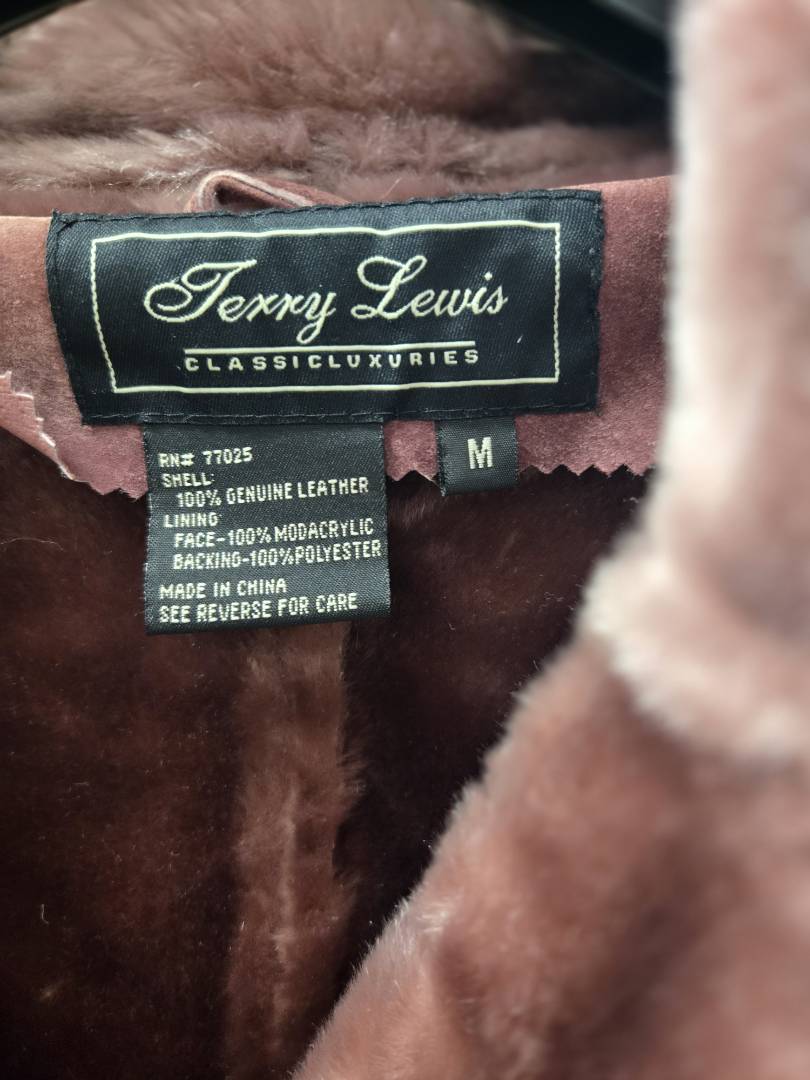 Terry Lewis
CLASSICLUXURIES
M
RN# 77025
SHELL:
100% GENUINE LEATHER
LINING:
FACE-100% MODACRYLIC
BACKING-100%POLYESTER
MADE IN CHINA
SEE REVERSE FOR CARE